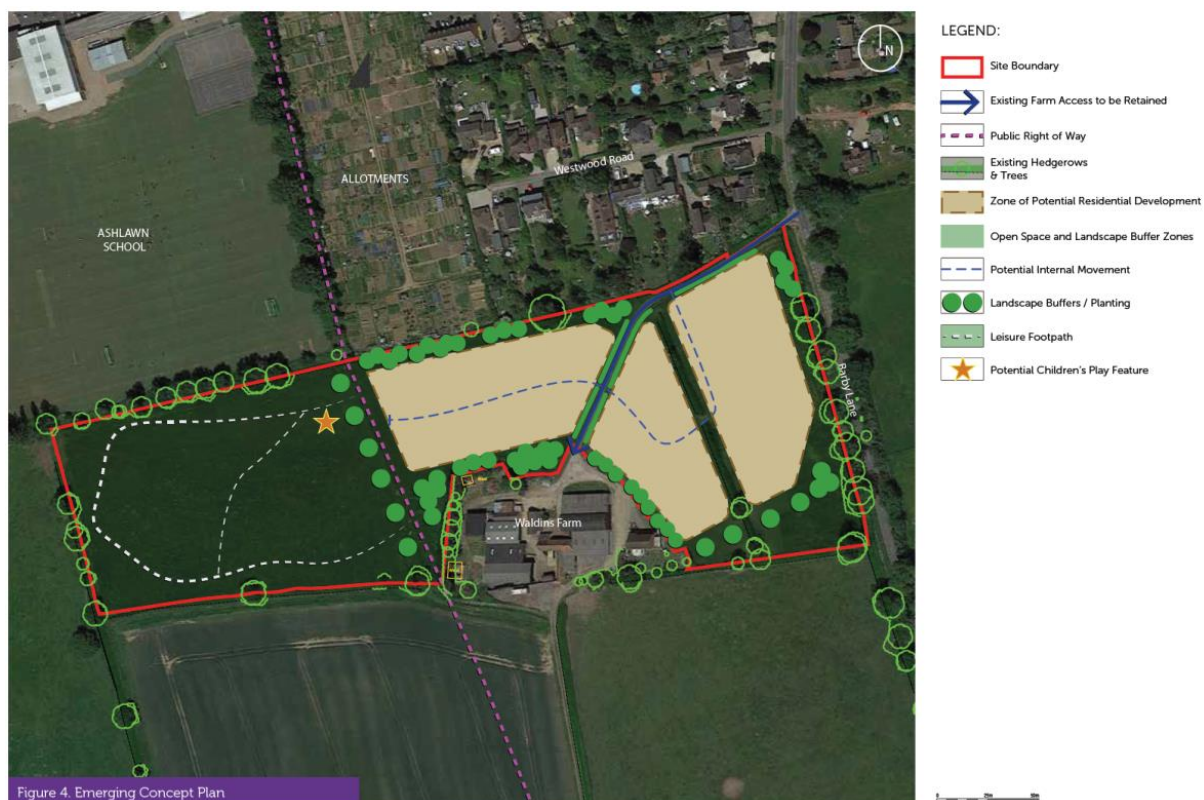 N
LEGEND:
Site Boundary
Existing Farm Access to be Retained
Public Right of Way
Existing Hedgerows
& Trees
Zone of Potential Residential Development
Open Space and Landscape Buffer Zones
Potential Internal Movement
Landscape Buffers / Planting
Leisure Footpath
Potential Children's Play Feature
ALLOTMENTS
Westwood Road
ASHLAWN
SCHOOL
Barby Lane
Waldins Farm
Figure 4. Emerging Concept Plan